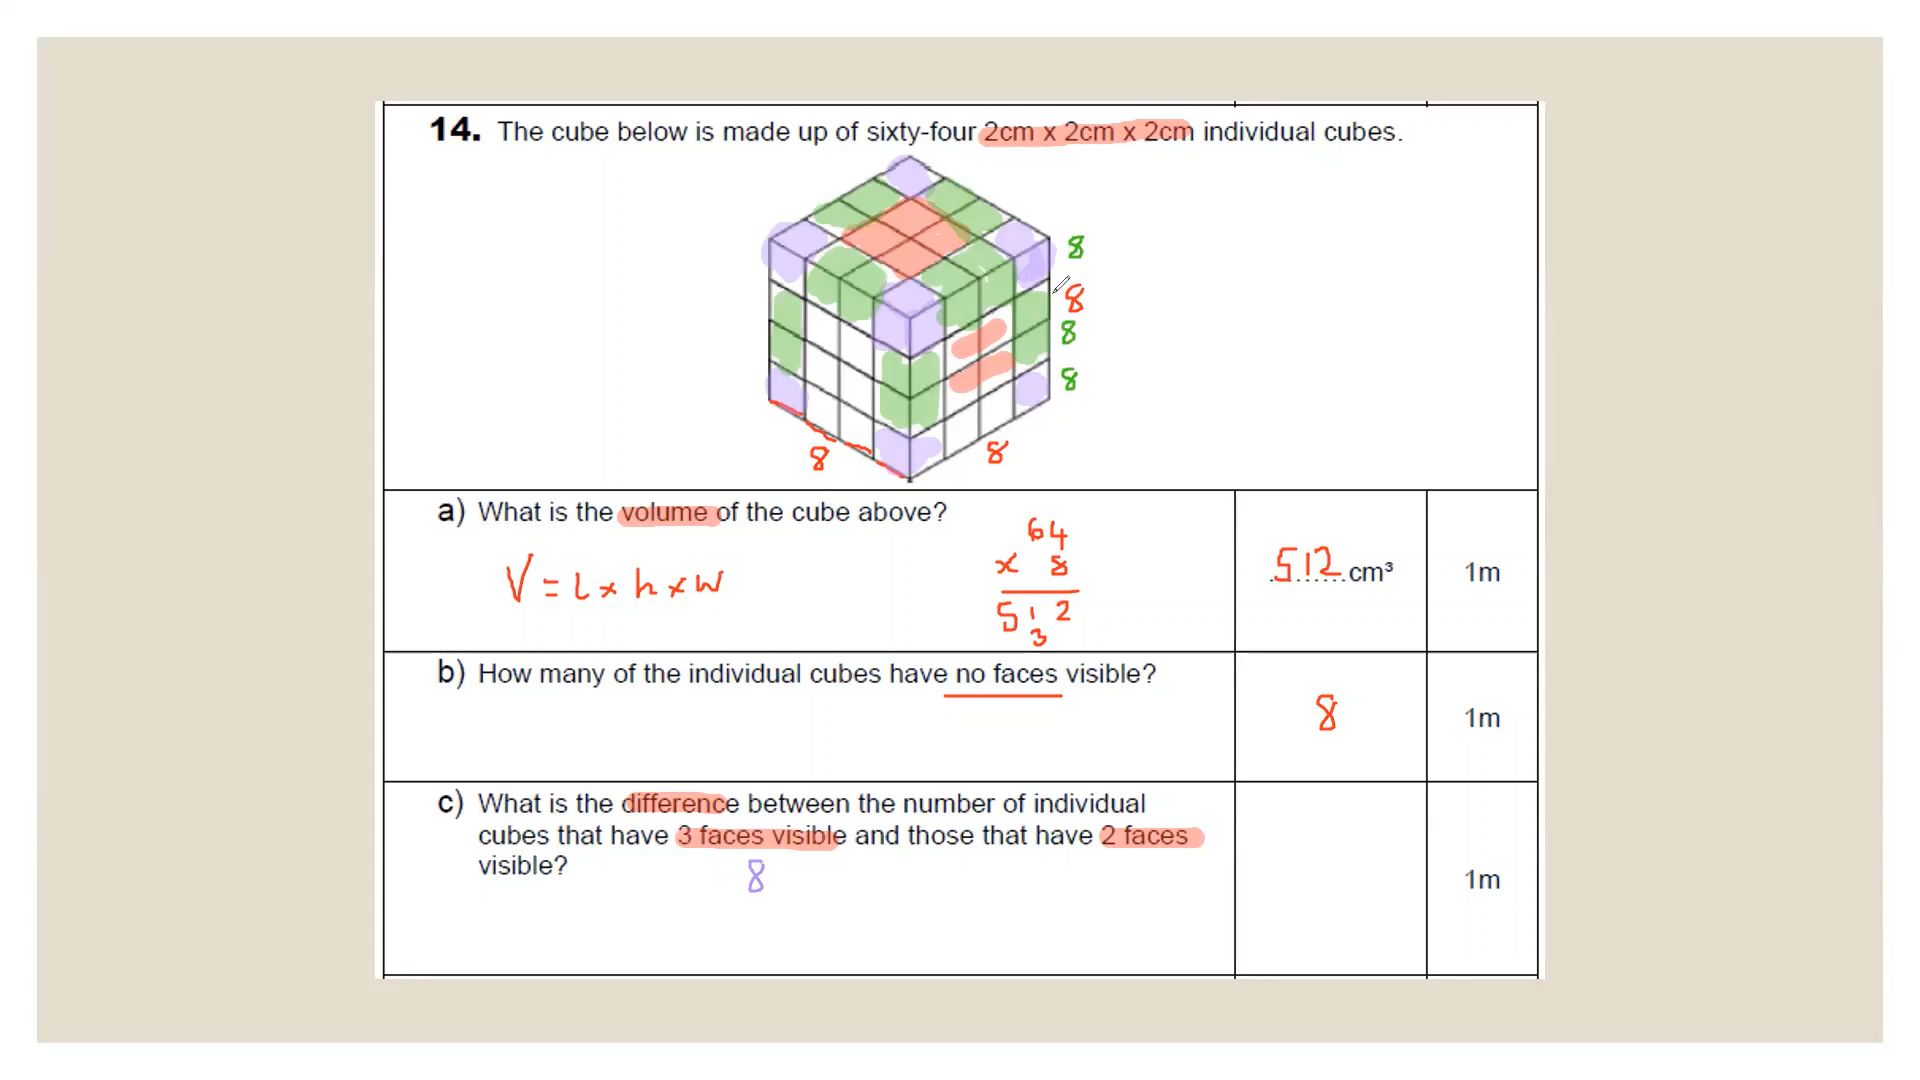 14. The cube below is made up of sixty-four 2cm x 2cm x 2cm individual cubes.
8
8
8
8
8
8
a) What is the volume of the cube above?
V = L x h x W
64
x 8
512
3
512 cm³
1m
b) How many of the individual cubes have no faces visible?
8
1m
c) What is the difference between the number of individual
cubes that have 3 faces visible and those that have 2 faces
visible?
8
1m